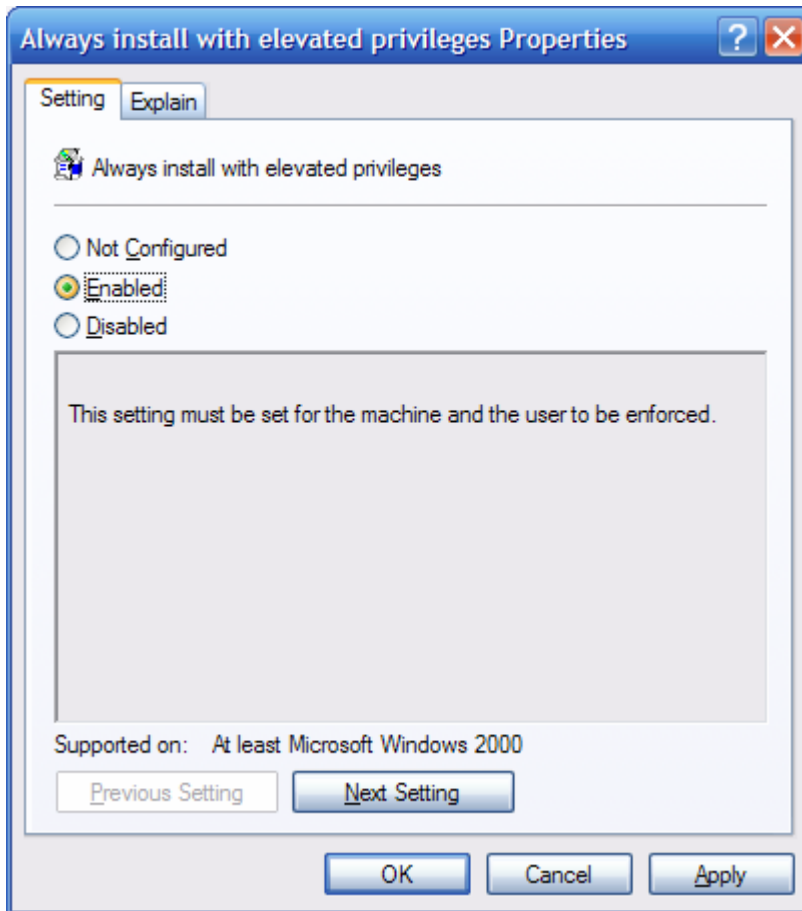 Always install with elevated privileges Properties
?
Setting Explain
Always install with elevated privileges
Not Configured
Enabled
Disabled
This setting must be set for the machine and the user to be enforced.
Supported on: At least Microsoft Windows 2000
Previous Setting Next Setting
OK Cancel Apply